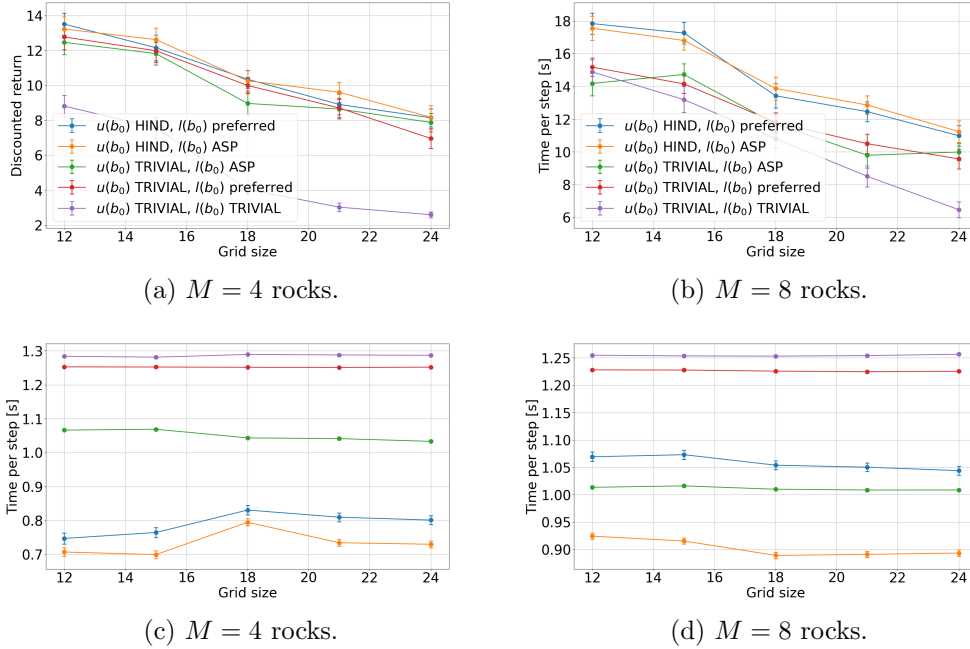 Discounted return
14
12
10
8
6
4
2
u(b₀) HIND, l(b₀) preferred
u(b₀) HIND, l(b₀) ASP
u(b₀) TRIVIAL, l(b₀) ASP
u(b₀) TRIVIAL, l(b₀) preferred
u(b₀) TRIVIAL, l(b₀) TRIVIAL
12 14 16 18 20 22 24
Grid size
(a) M = 4 rocks.
Time per step [s]
18
16
14
12
10
8
6
u(b₀) HIND, l(b₀) preferred
u(b₀) HIND, l(b₀) ASP
u(b₀) TRIVIAL, l(b₀) ASP
u(b₀) TRIVIAL, l(b₀) preferred
u(b₀) TRIVIAL, l(b₀) TRIVIAL
12 14 16 18 20 22 24
Grid size
(b) M = 8 rocks.
Time per step [s]
1.3
1.2
1.1
1.0
0.9
0.8
0.7
12 14 16 18 20 22 24
Grid size
(c) M = 4 rocks.
Time per step [s]
1.25
1.20
1.15
1.10
1.05
1.00
0.95
0.90
12 14 16 18 20 22 24
Grid size
(d) M = 8 rocks.